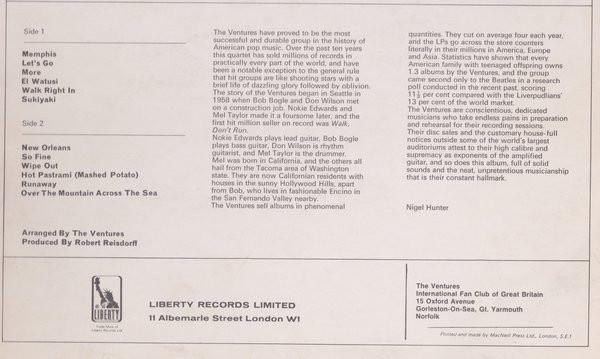 Side 1
Memphis
Let's Go
More
El Watusi
Walk Right In
Sukiyaki
Side 2
New Orleans
So Fine
Wipe Out
Hot Pastrami (Mashed Potato)
Runaway
Over The Mountain Across The Sea
Arranged By The Ventures
Produced By Robert Reisdorff
The Ventures have proved to be the most
successful and durable group in the history of
American pop music. Over the past ten years
this quartet has sold millions of records in
practically every part of the world, and have
been a notable exception to the general rule
that hit groups are like shooting stars with a
brief life of dazzling glory followed by oblivion.
The story of the Ventures began in Seattle in
1958 when Bob Bogle and Don Wilson met
on a construction job. Nokie Edwards and
Mel Taylor made it a foursome later, and the
first hit million seller on record was Walk,
Don't Run.
Nokie Edwards plays lead guitar, Bob Bogle
plays bass guitar, Don Wilson is rhythm
guitarist, and Mel Taylor is the drummer.
Mel was born in California, and the others all
hail from the Tacoma area of Washington
state. They are now Californian residents with
houses in the sunny Hollywood Hills, apart
from Bob, who lives in fashionable Encino in
the San Fernando Valley nearby.
The Ventures sell albums in phenomenal
quantities. They cut on average four each year,
and the LPs go across the store counters
literally in their millions in America, Europe
and Asia. Statistics have shown that every
American family with teenaged offspring owns
1.3 albums by the Ventures, and the group
came second only to the Beatles in a research
poll conducted in the recent past, scoring
11½ per cent compared with the Liverpudlians'
13 per cent of the world market.
The Ventures are conscientious, dedicated
musicians who take endless pains in preparation
and rehearsal for their recording sessions.
Their disc sales and the customary house-full
notices outside some of the world's largest
auditoriums attest to their high calibre and
supremacy as exponents of the amplified
guitar, and so does this album, full of solid
sounds and the neat, unpretentious musicianship
that is their constant hallmark.
Nigel Hunter
LIBERTY
Trade Mark of
Liberty Records Ltd
LIBERTY RECORDS LIMITED
11 Albemarle Street London W1
The Ventures
International Fan Club of Great Britain
15 Oxford Avenue
Gorleston-On-Sea, Gt. Yarmouth
Norfolk
Printed and made by MacNeill Press Ltd., London, S.E.1